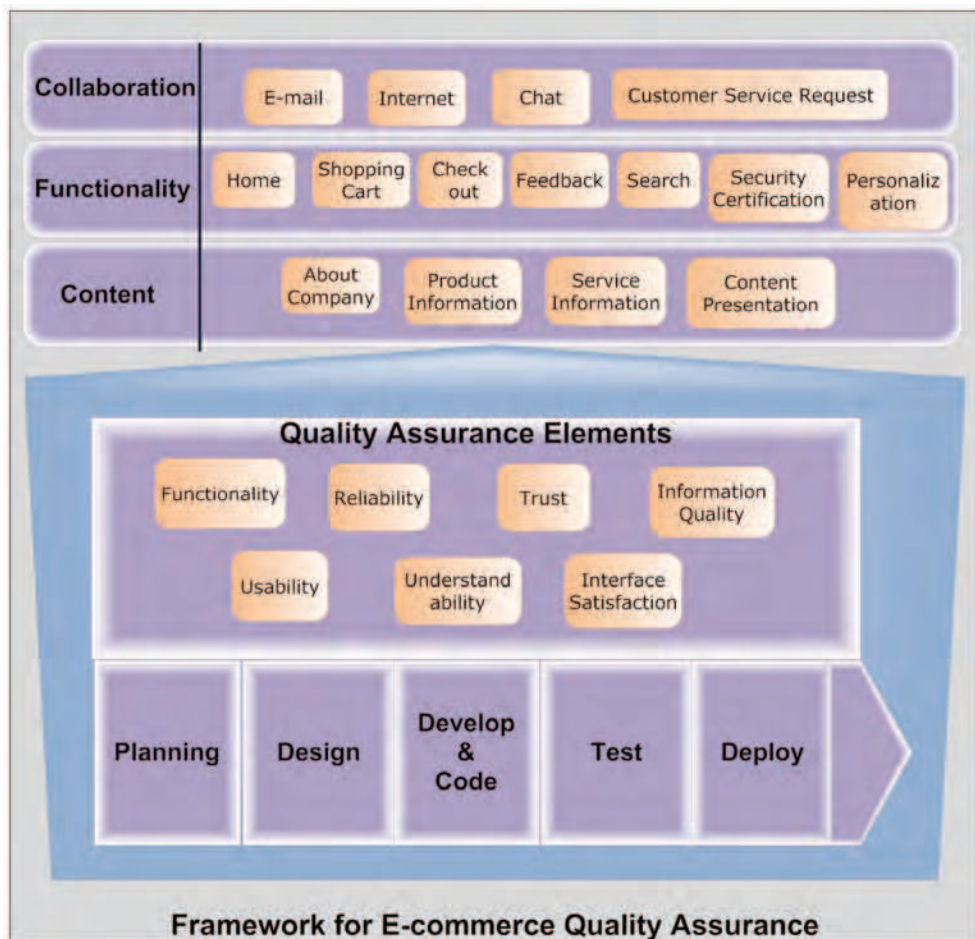 Collaboration
E-mail
Internet
Chat
Customer Service Request
Functionality
Home
Shopping
Cart
Check
out
Feedback
Search
Security
Certification
Personaliz
ation
Content
About
Company
Product
Information
Service
Information
Content
Presentation
Quality Assurance Elements
Functionality
Reliability
Trust
Information
Quality
Usability
Understand
ability
Interface
Satisfaction
Planning
Design
Develop
&
Code
Test
Deploy
Framework for E-commerce Quality Assurance